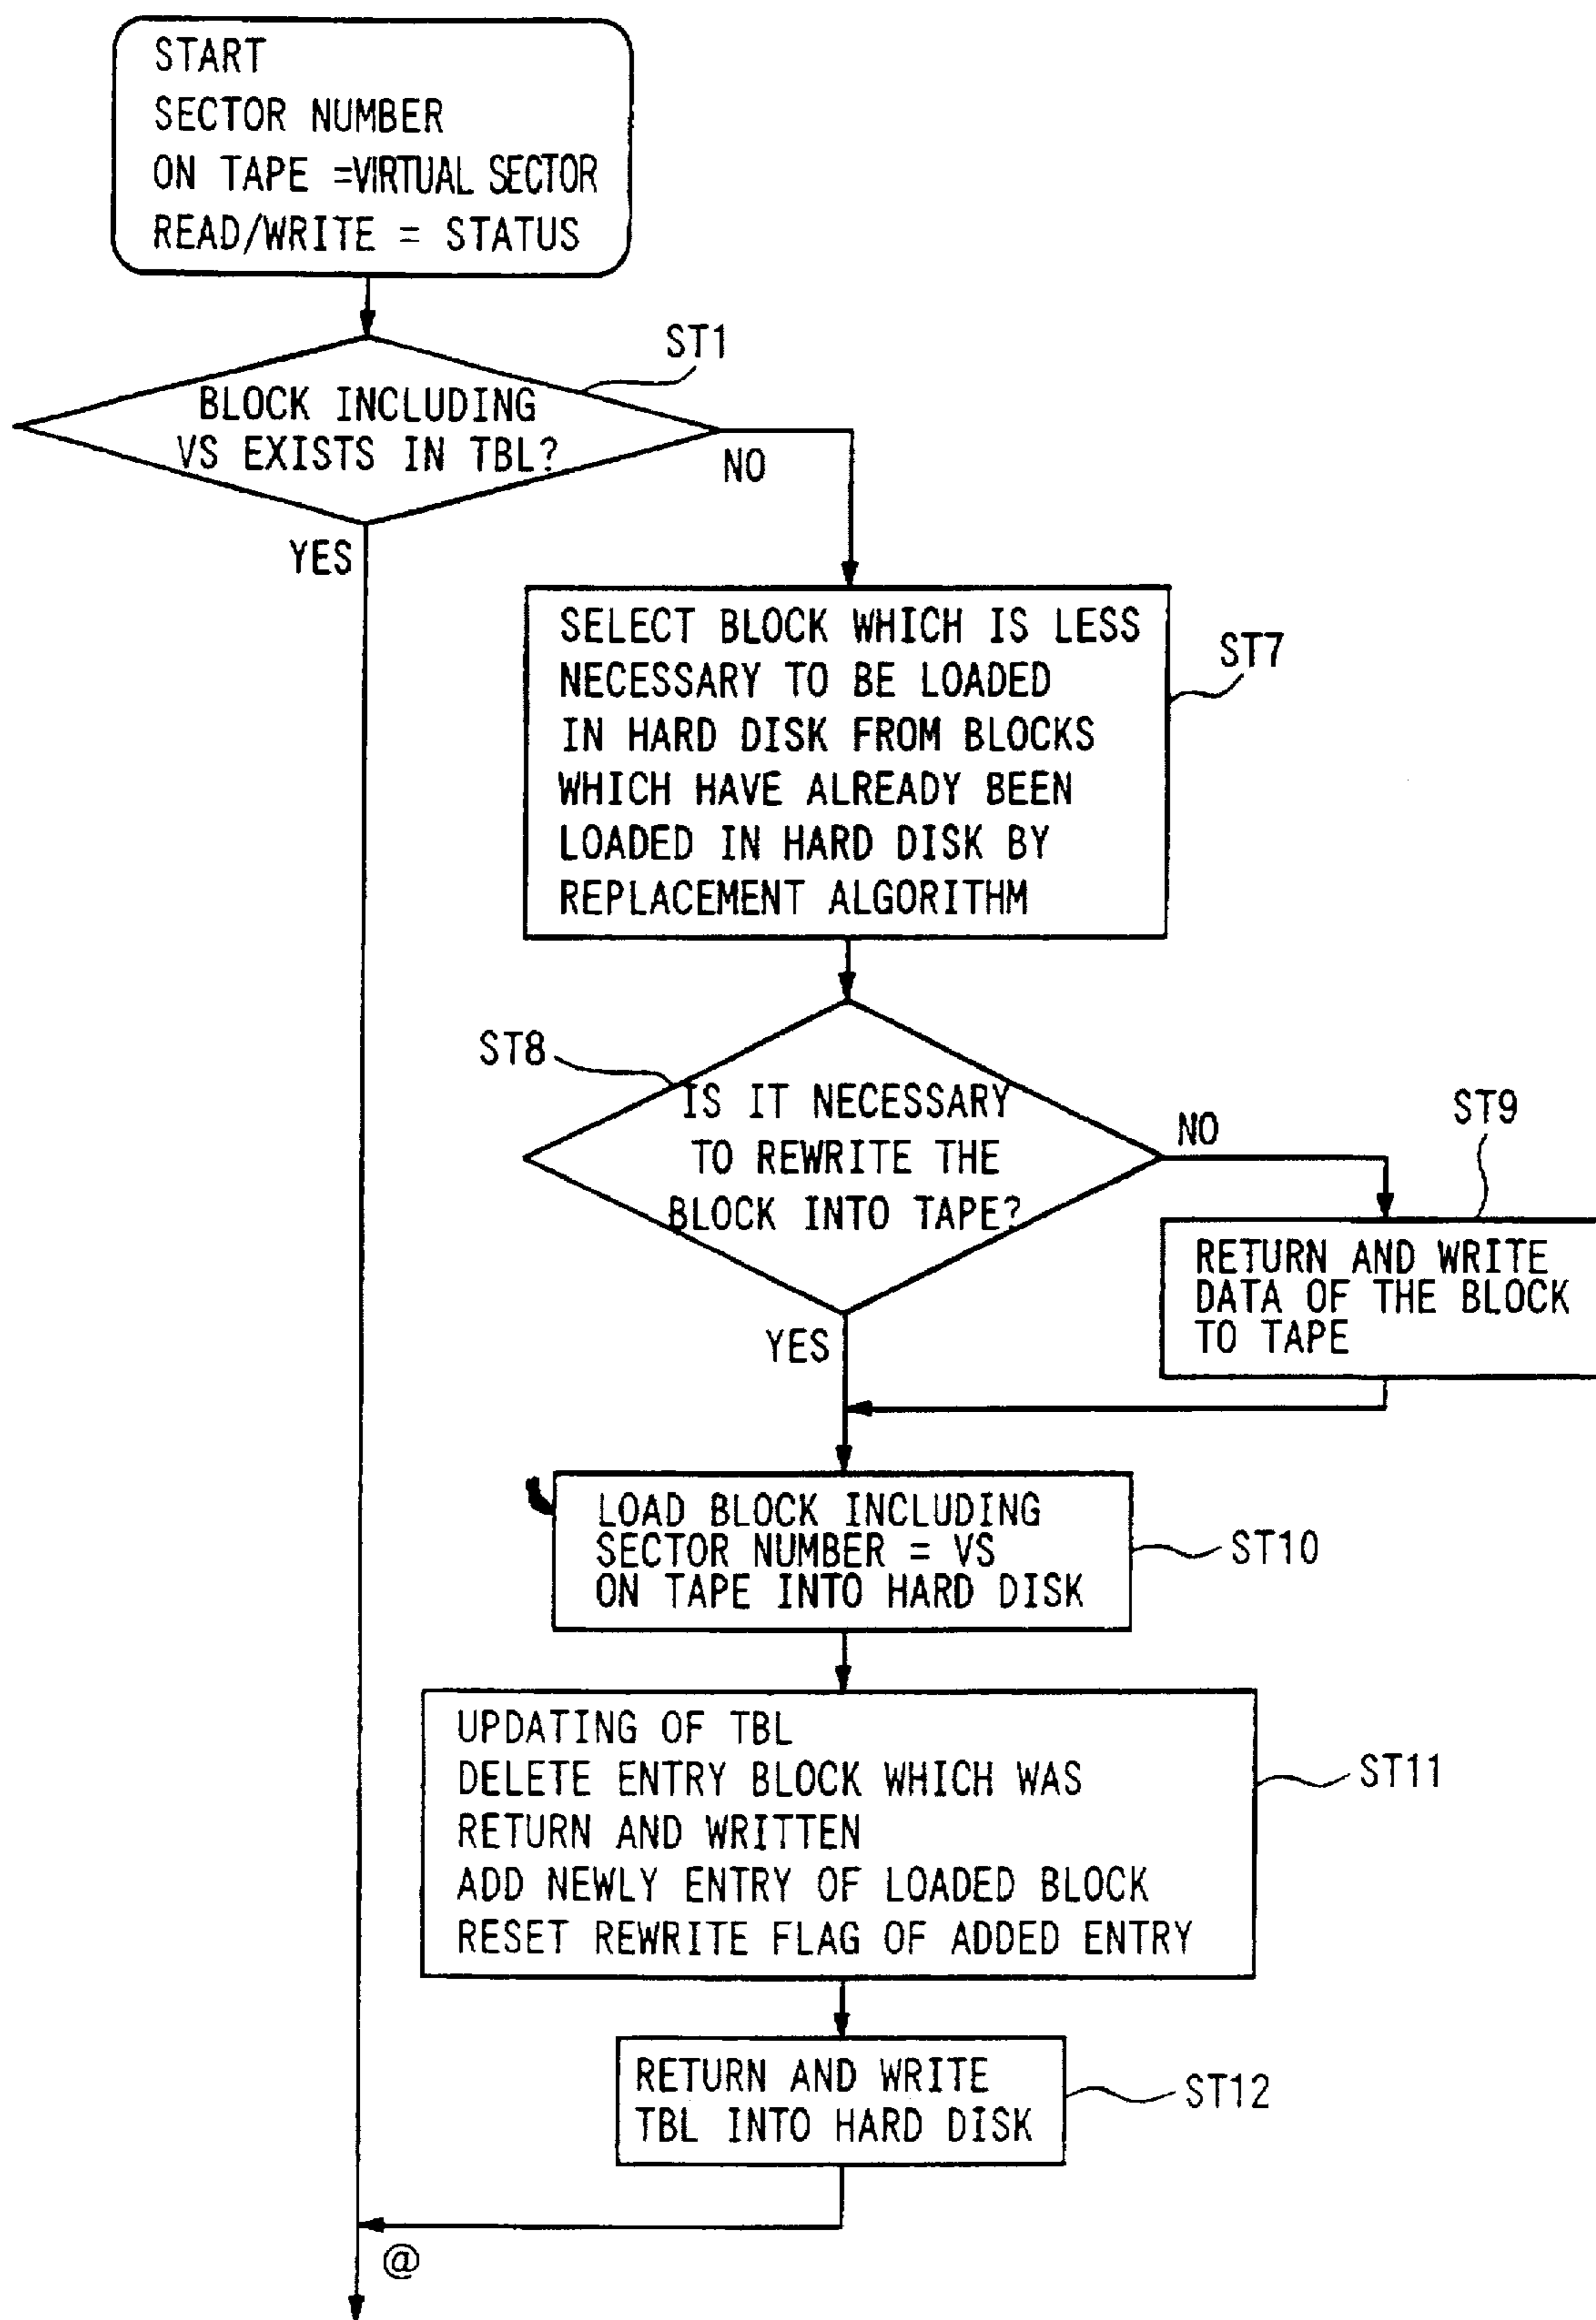 START
SECTOR NUMBER
ON TAPE =VIRTUAL SECTOR
READ/WRITE = STATUS
ST1
BLOCK INCLUDING
VS EXISTS IN TBL?
NO
YES
SELECT BLOCK WHICH IS LESS
NECESSARY TO BE LOADED
IN HARD DISK FROM BLOCKS
WHICH HAVE ALREADY BEEN
LOADED IN HARD DISK BY
REPLACEMENT ALGORITHM
ST7
ST8
IS IT NECESSARY
TO REWRITE THE
BLOCK INTO TAPE?
NO
ST9
RETURN AND WRITE
DATA OF THE BLOCK
TO TAPE
YES
LOAD BLOCK INCLUDING
SECTOR NUMBER = VS
ON TAPE INTO HARD DISK
ST10
UPDATING OF TBL
DELETE ENTRY BLOCK WHICH WAS
RETURN AND WRITTEN
ADD NEWLY ENTRY OF LOADED BLOCK
RESET REWRITE FLAG OF ADDED ENTRY
ST11
RETURN AND WRITE
TBL INTO HARD DISK
ST12
@